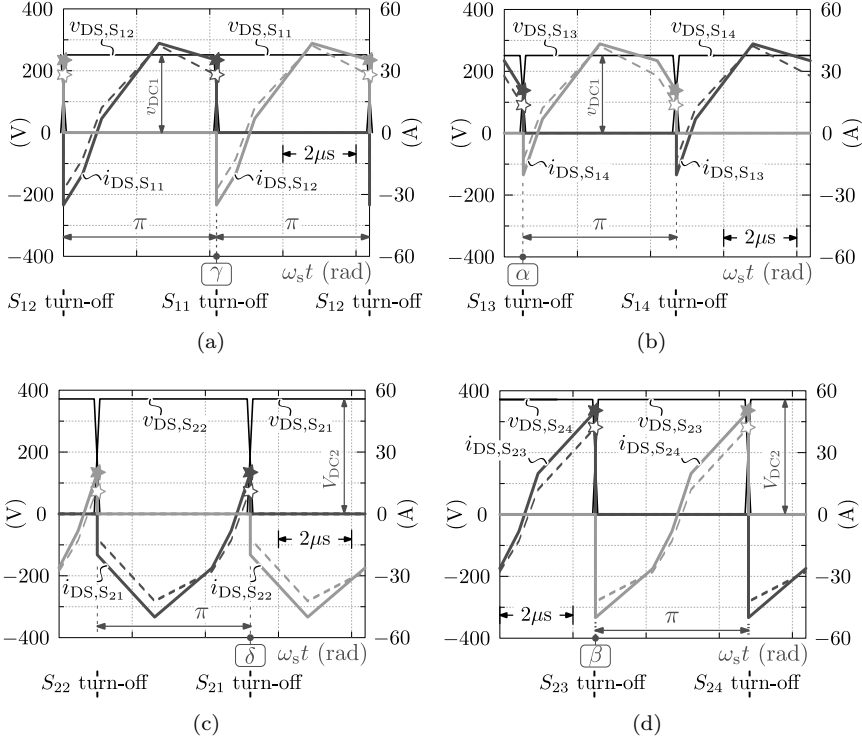 400 60
v_DS,S12 v_DS,S11
200 30
v_DC1
(V) 0 0 (A)
2µs
i_DS,S11 i_DS,S12
−200 −30
π π
−400 −60
γ ω_s t (rad)
S12 turn-off S11 turn-off S12 turn-off
(a)
400 60
v_DS,S13 v_DS,S14
200 30
v_DC1
(V) 0 0 (A)
i_DS,S14 i_DS,S13
−200 −30
π 2µs
−400 −60
α ω_s t (rad)
S13 turn-off S14 turn-off
(b)
400 60
v_DS,S22 v_DS,S21
200 30
V_DC2
(V) 0 0 (A)
2µs
−200 −30
i_DS,S21 i_DS,S22
π
−400 −60
δ ω_s t (rad)
S22 turn-off S21 turn-off
(c)
400 60
v_DS,S24 v_DS,S23
i_DS,S23 i_DS,S24
200 30
V_DC2
(V) 0 0 (A)
−200 −30
2µs π
−400 −60
β ω_s t (rad)
S23 turn-off S24 turn-off
(d)